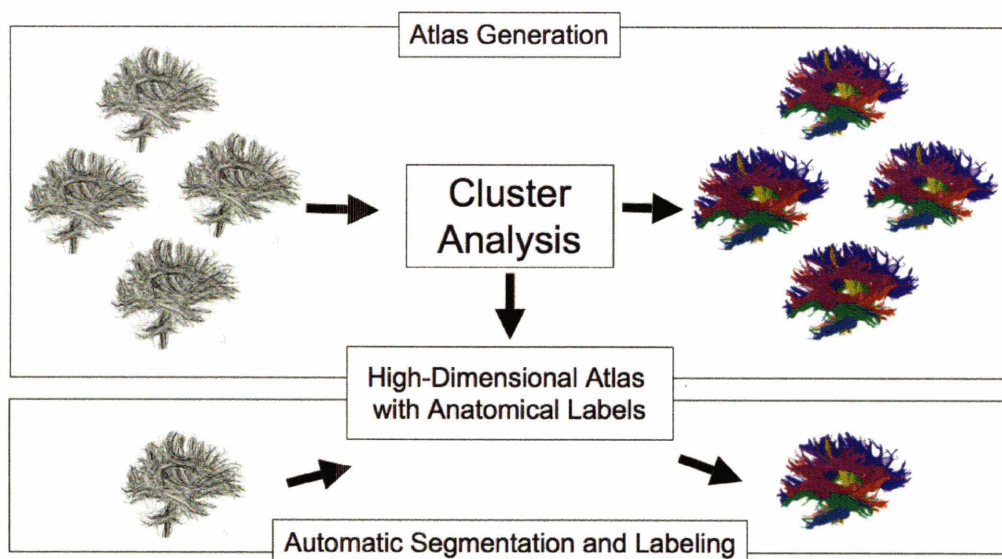 Atlas Generation
Cluster
Analysis
High-Dimensional Atlas
with Anatomical Labels
Automatic Segmentation and Labeling